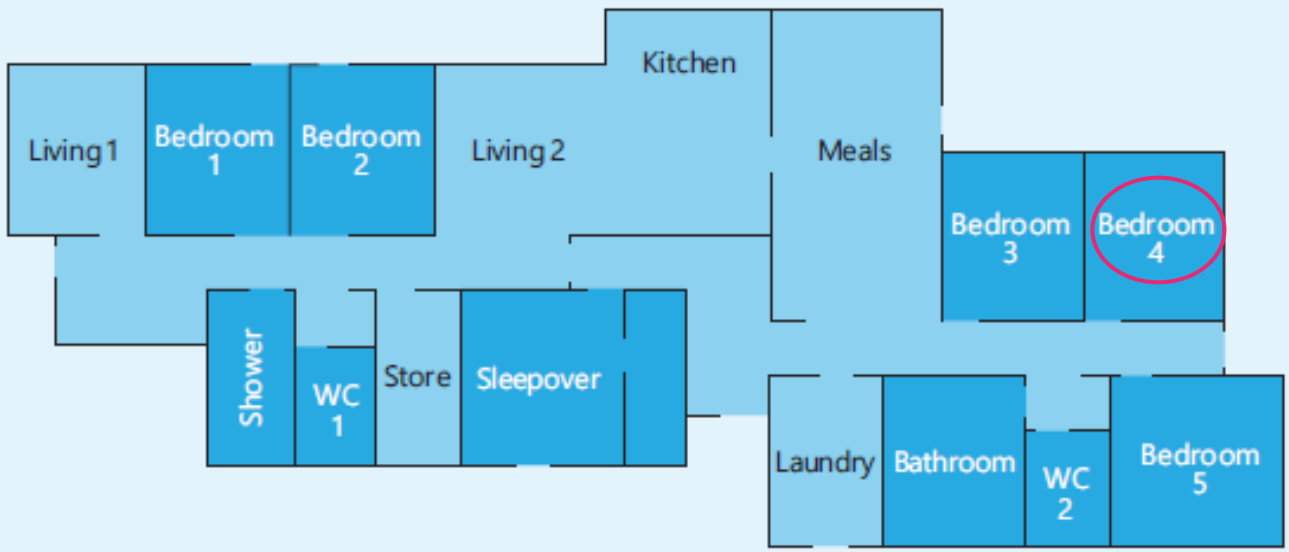 Kitchen
Living 1
Bedroom
1
Bedroom
2
Living 2
Meals
Bedroom
3
Bedroom
4
Shower
WC
1
Store
Sleepover
Laundry
Bathroom
WC
2
Bedroom
5